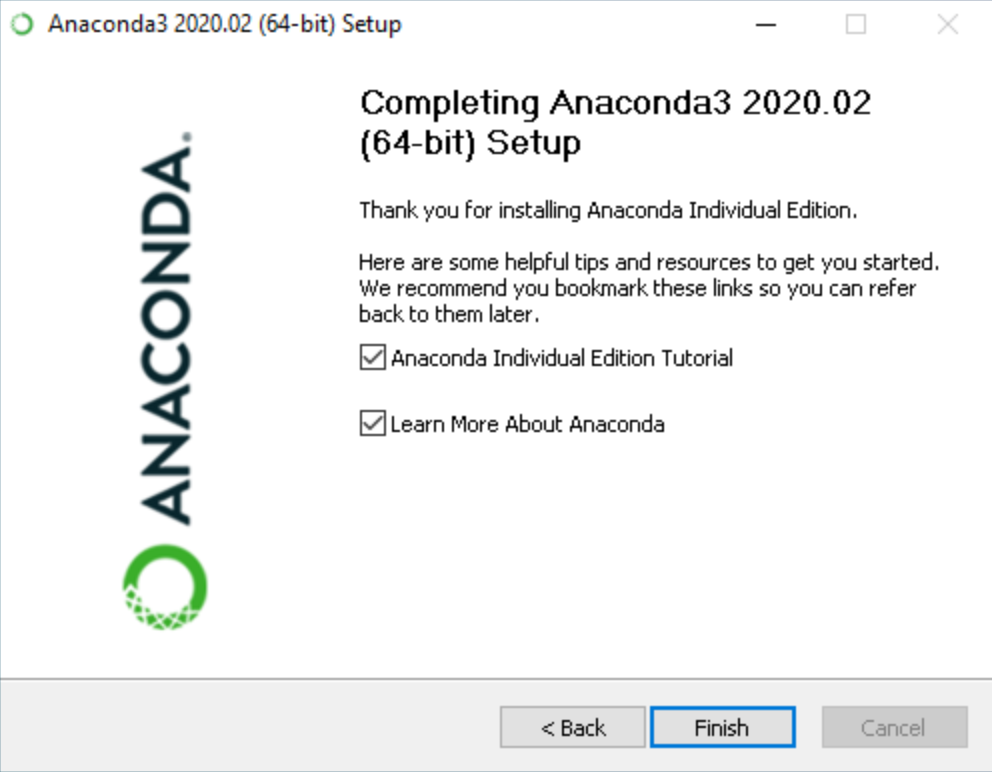 Anaconda3 2020.02 (64-bit) Setup
ANACONDA.
Completing Anaconda3 2020.02
(64-bit) Setup
Thank you for installing Anaconda Individual Edition.
Here are some helpful tips and resources to get you started.
We recommend you bookmark these links so you can refer
back to them later.
Anaconda Individual Edition Tutorial
Learn More About Anaconda
< Back
Finish
Cancel